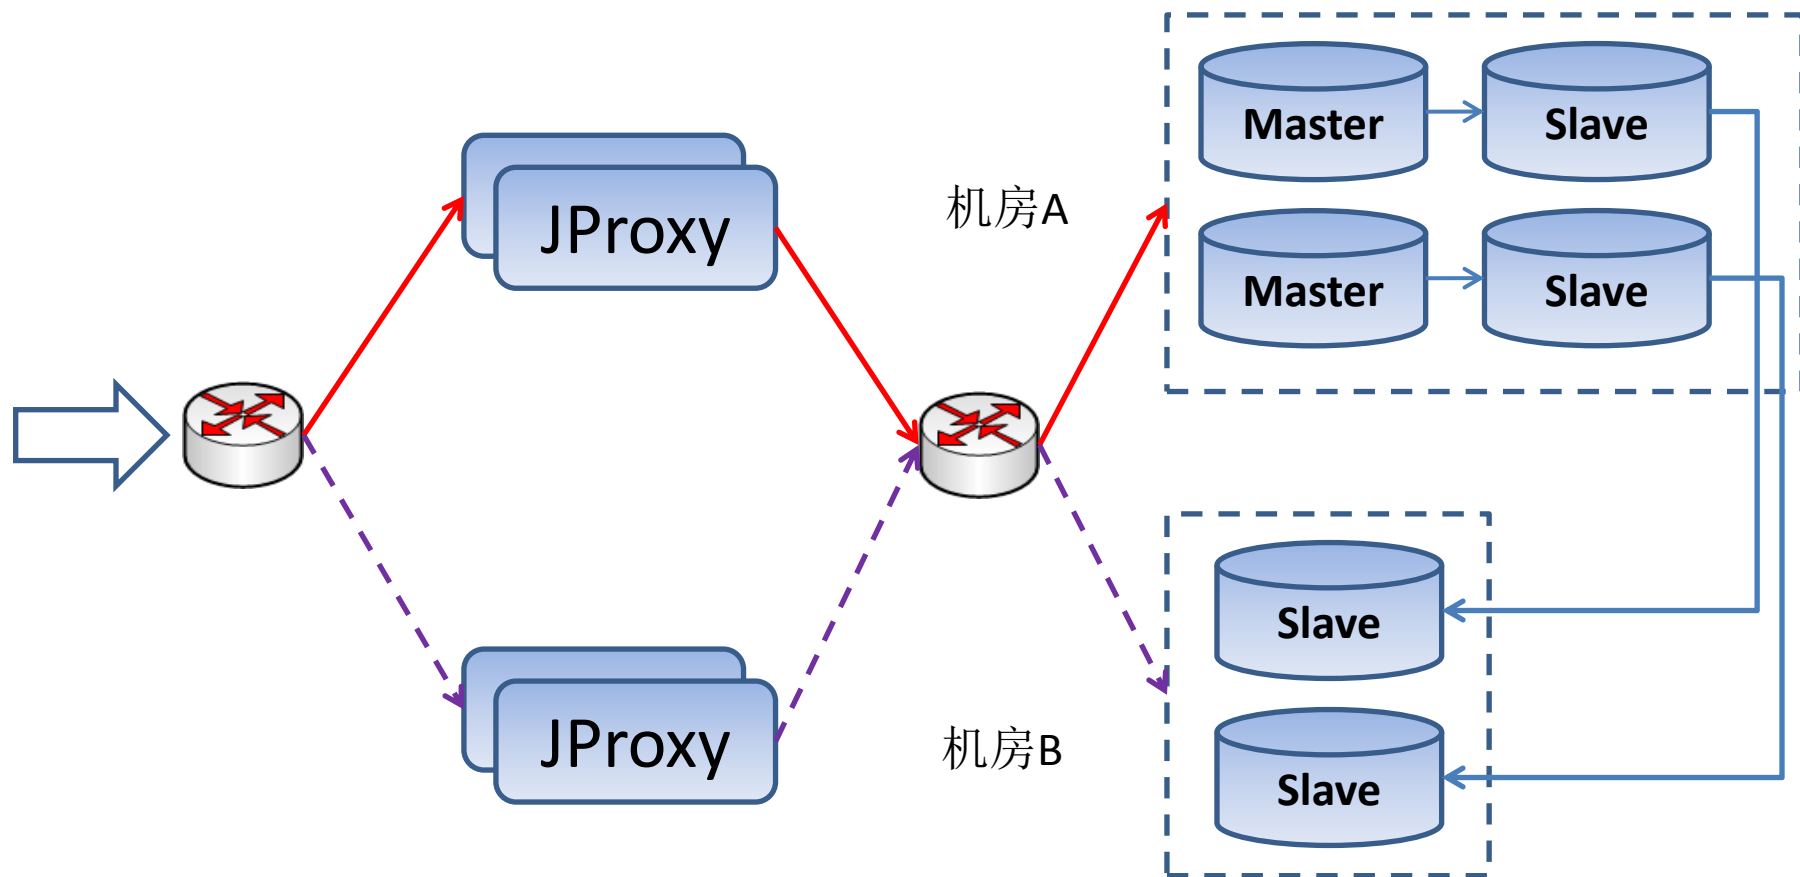 Master
Slave
JProxy
机房A
Master
Slave
Slave
JProxy
机房B
Slave